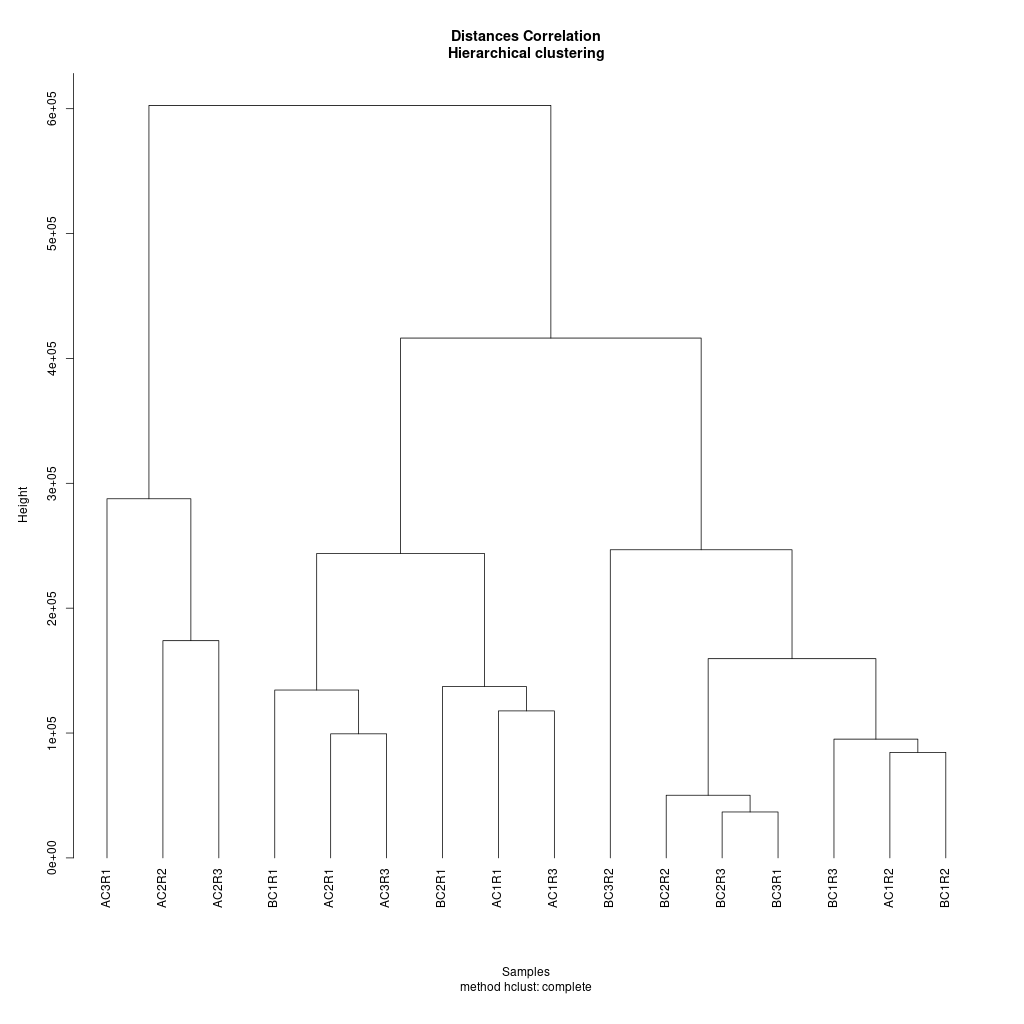 Distances Correlation
Hierarchical clustering
6e+05
5e+05
4e+05
3e+05
2e+05
1e+05
0e+00
Height
AC3R1
AC2R2
AC2R3
BC1R1
AC2R1
AC3R3
BC2R1
AC1R1
AC1R3
BC3R2
BC2R2
BC2R3
BC3R1
BC1R3
AC1R2
BC1R2
Samples
method hclust: complete